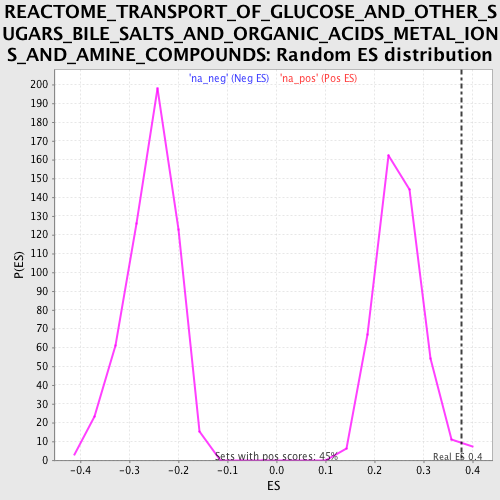 REACTOME_TRANSPORT_OF_GLUCOSE_AND_OTHER_S
UGARS_BILE_SALTS_AND_ORGANIC_ACIDS_METAL_ION
S_AND_AMINE_COMPOUNDS: Random ES distribution
'na_neg' (Neg ES) 'na_pos' (Pos ES)
200
190
180
170
160
150
140
130
120
110
100
90
80
70
60
50
40
30
20
10
0
P(ES)
Sets with pos scores: 45%
Real ES 0.4
-0.4 -0.3 -0.2 -0.1 0.0 0.1 0.2 0.3 0.4
ES